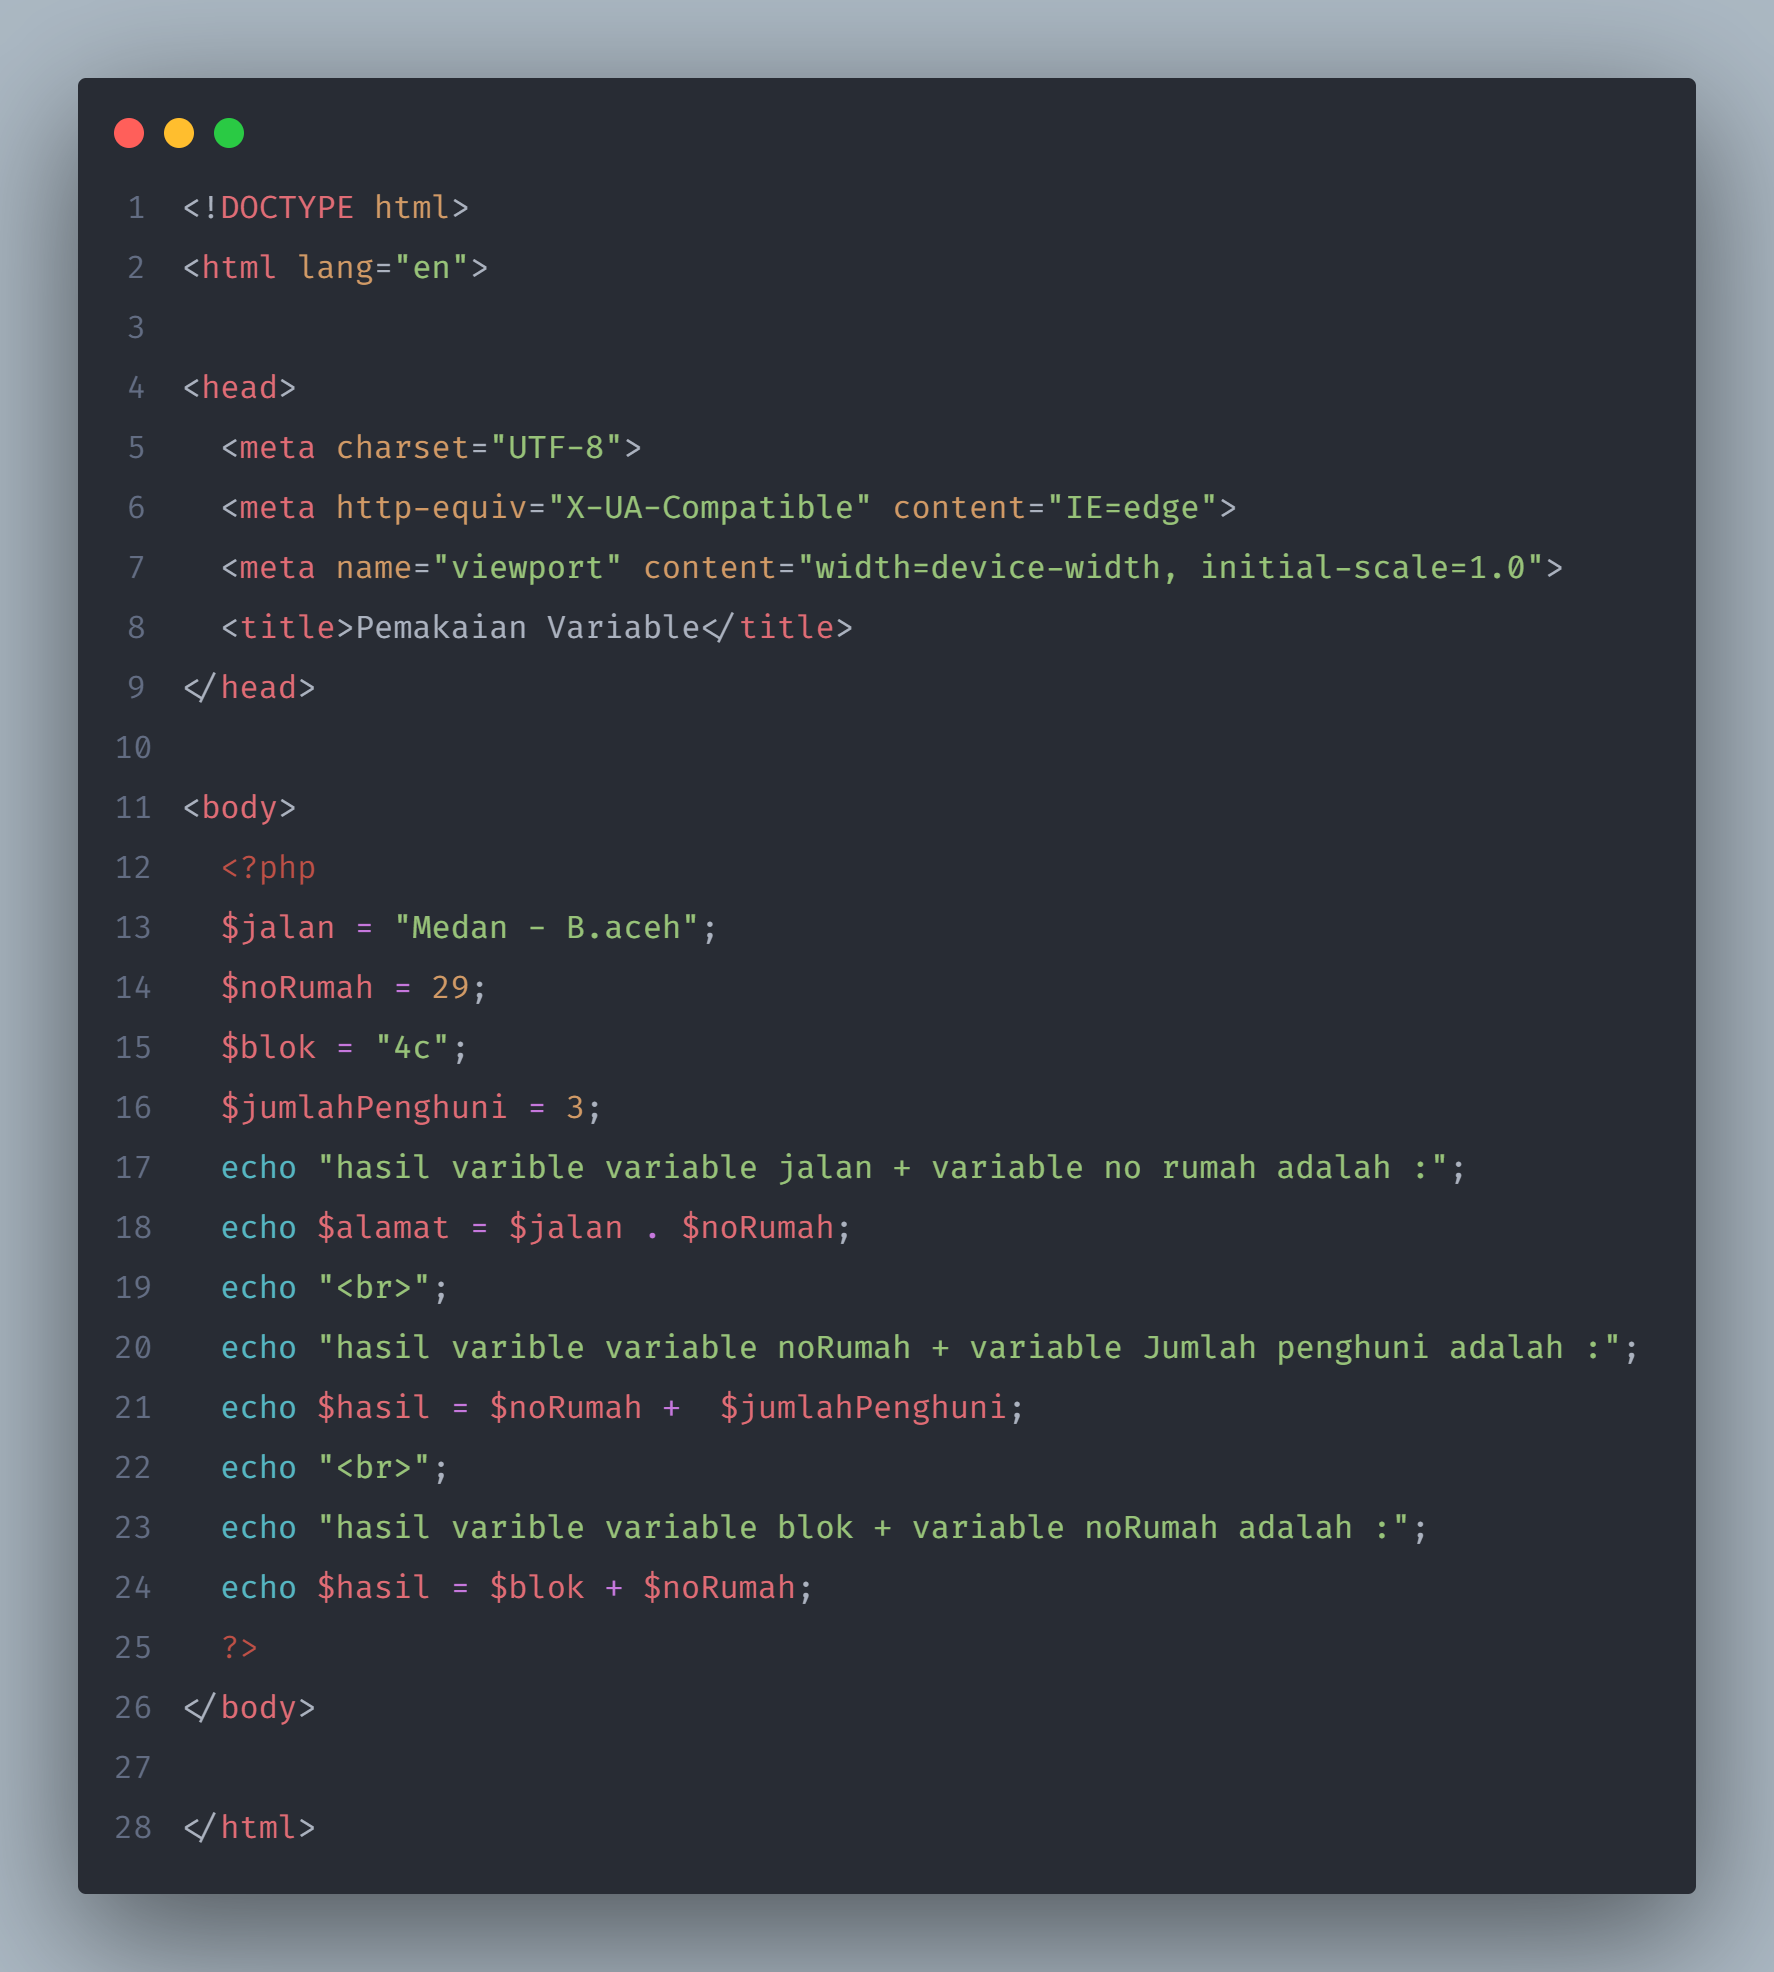 1 <!DOCTYPE html>
2 <html lang="en">
3
4 <head>
5   <meta charset="UTF-8">
6   <meta http-equiv="X-UA-Compatible" content="IE=edge">
7   <meta name="viewport" content="width=device-width, initial-scale=1.0">
8   <title>Pemakaian Variable</title>
9 </head>
10
11 <body>
12   <?php
13   $jalan = "Medan - B.aceh";
14   $noRumah = 29;
15   $blok = "4c";
16   $jumlahPenghuni = 3;
17   echo "hasil varible variable jalan + variable no rumah adalah :";
18   echo $alamat = $jalan . $noRumah;
19   echo "<br>";
20   echo "hasil varible variable noRumah + variable Jumlah penghuni adalah :";
21   echo $hasil = $noRumah +  $jumlahPenghuni;
22   echo "<br>";
23   echo "hasil varible variable blok + variable noRumah adalah :";
24   echo $hasil = $blok + $noRumah;
25   ?>
26 </body>
27
28 </html>